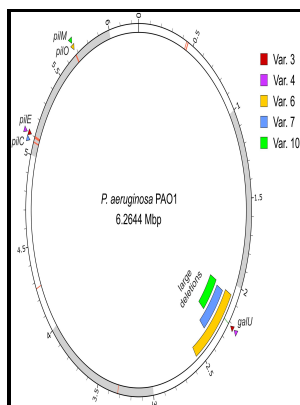 0
0.5
1
1.5
2
2.5
3
3.5
4
4.5
5
5.5
6
pilM
pilO
pilE
pilC
galU
large
deletions
P. aeruginosa PAO1
6.2644 Mbp
Var. 3
Var. 4
Var. 6
Var. 7
Var. 10